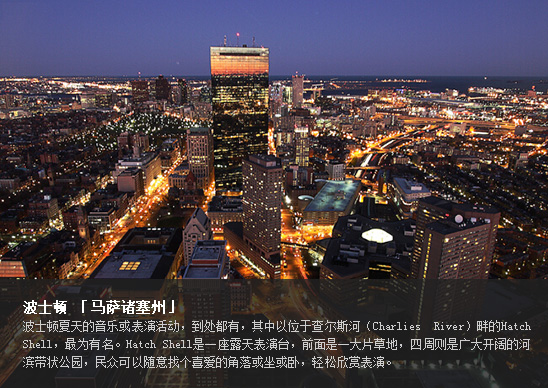 波士顿 「马萨诸塞州」
波士顿夏天的音乐或表演活动，到处都有，其中以位于查尔斯河（Charlies River）畔的Hatch
Shell，最为有名。Hatch Shell是一座露天表演台，前面是一大片草地，四周则是广大开阔的河
滨带状公园，民众可以随意找个喜爱的角落或坐或卧，轻松欣赏表演。